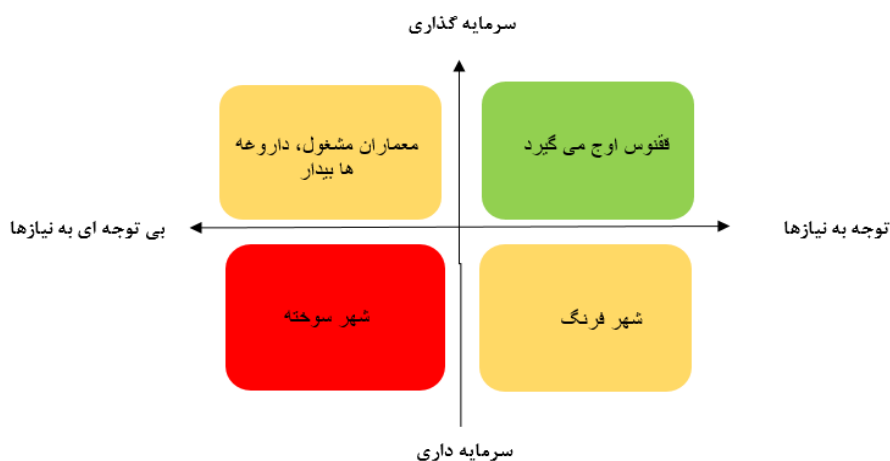 سرمایه گذاری
ققنوس اوج می گیرد
معماران مشغول، داروغه
ها بیدار
توجه به نیازها
بی توجه ای به نیازها
شهر فرنگ
شهر سوخته
سرمایه داری